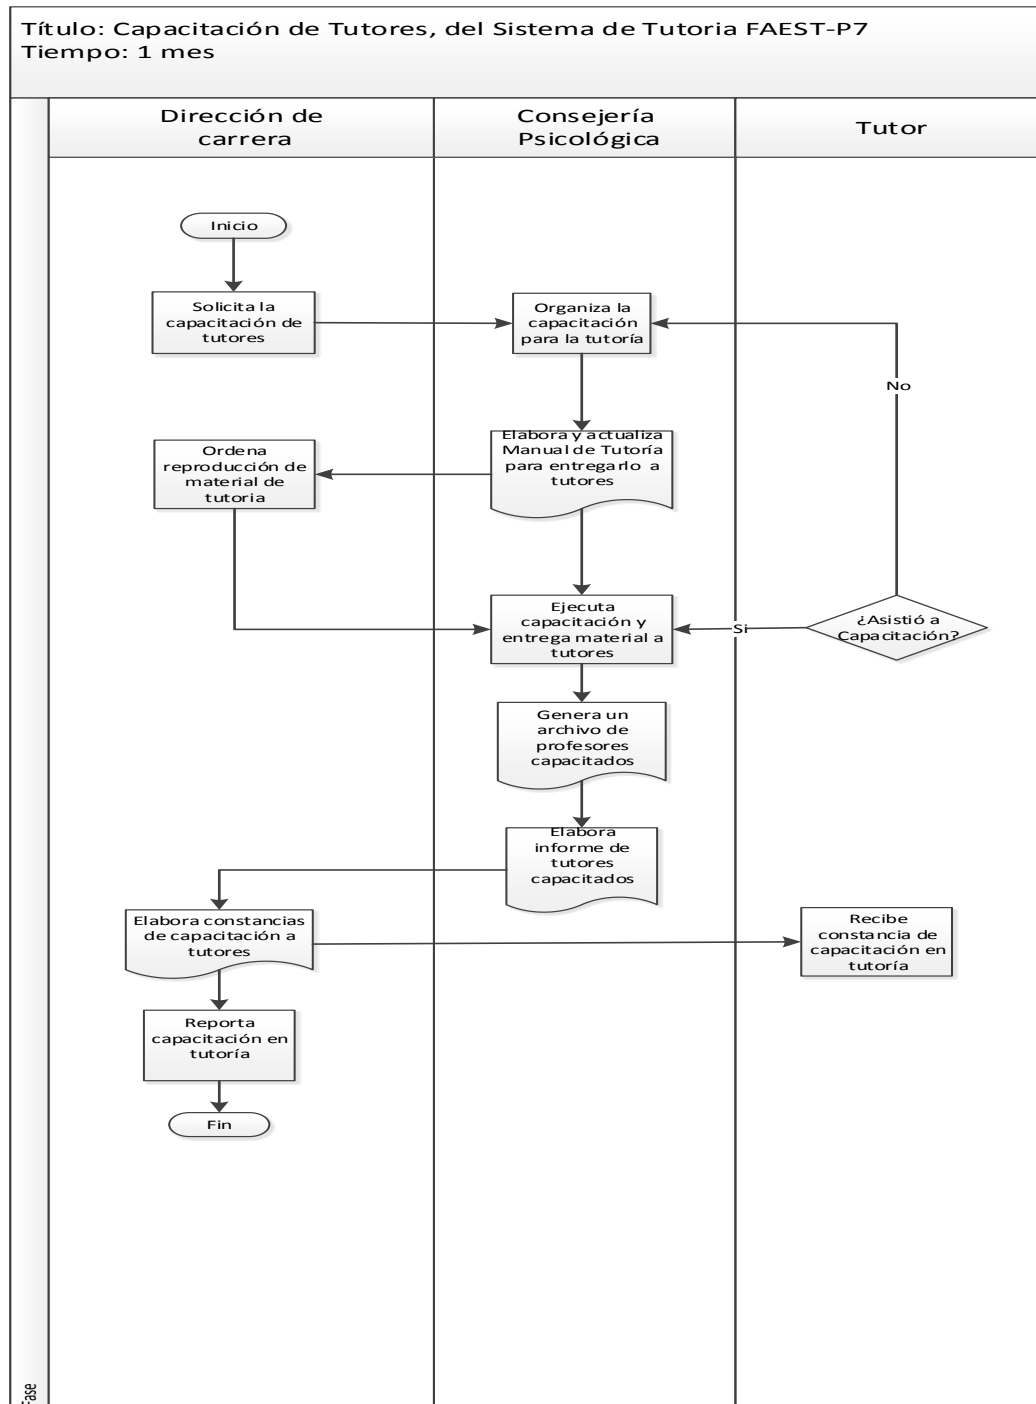 Título: Capacitación de Tutores, del Sistema de Tutoria FAEST-P7
Tiempo: 1 mes
Dirección de
carrera
Consejería
Psicológica
Tutor
Inicio
Solicita la
capacitación de
tutores
Organiza la
capacitación
para la tutoría
No
Ordena
reproducción de
material de
tutoria
Elabora y actualiza
Manual de Tutoría
para entregarlo a
tutores
Ejecuta
capacitación y
entrega material a
tutores
Si
¿Asistió a
Capacitación?
Genera un
archivo de
profesores
capacitados
Elabora
informe de
tutores
capacitados
Elabora constancias
de capacitación a
tutores
Recibe
constancia de
capacitación en
tutoría
Reporta
capacitación en
tutoría
Fin
Fase